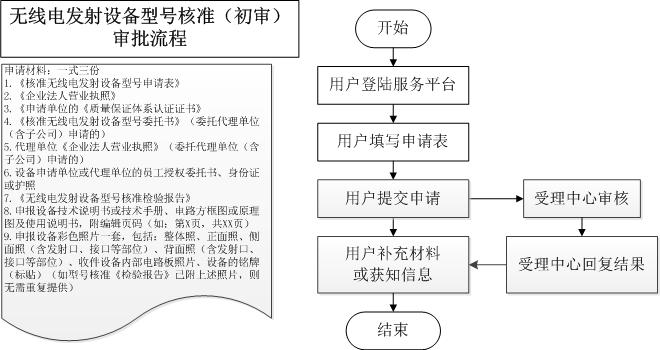 无线电发射设备型号核准（初审）
审批流程
申请材料：一式三份
1.《核准无线电发射设备型号申请表》
2.《企业法人营业执照》
3.《申请单位的《质量保证体系认证证书》
4.《核准无线电发射设备型号委托书》（委托代理单位
（含子公司）申请的）
5.代理单位《企业法人营业执照》（委托代理单位（含
子公司）申请的）
6.设备申请单位或代理单位的员工授权委托书、身份证
或护照
7.《无线电发射设备型号核准检验报告》
8.申报设备技术说明书或技术手册、电路方框图或原理
图及使用说明书，附编辑页码（如：第X页，共XX页）
9.申报设备彩色照片一套，包括：整体照、正面照、侧
面照（含发射口、接口等部位）、背面照（含发射口、
接口等部位）、收件设备内部电路板照片、设备的铭牌
（标贴）（如型号核准《检验报告》已附上述照片，则
无需重复提供）
开始
用户登陆服务平台
用户填写申请表
用户提交申请
受理中心审核
用户补充材料
或获知信息
受理中心回复结果
结束